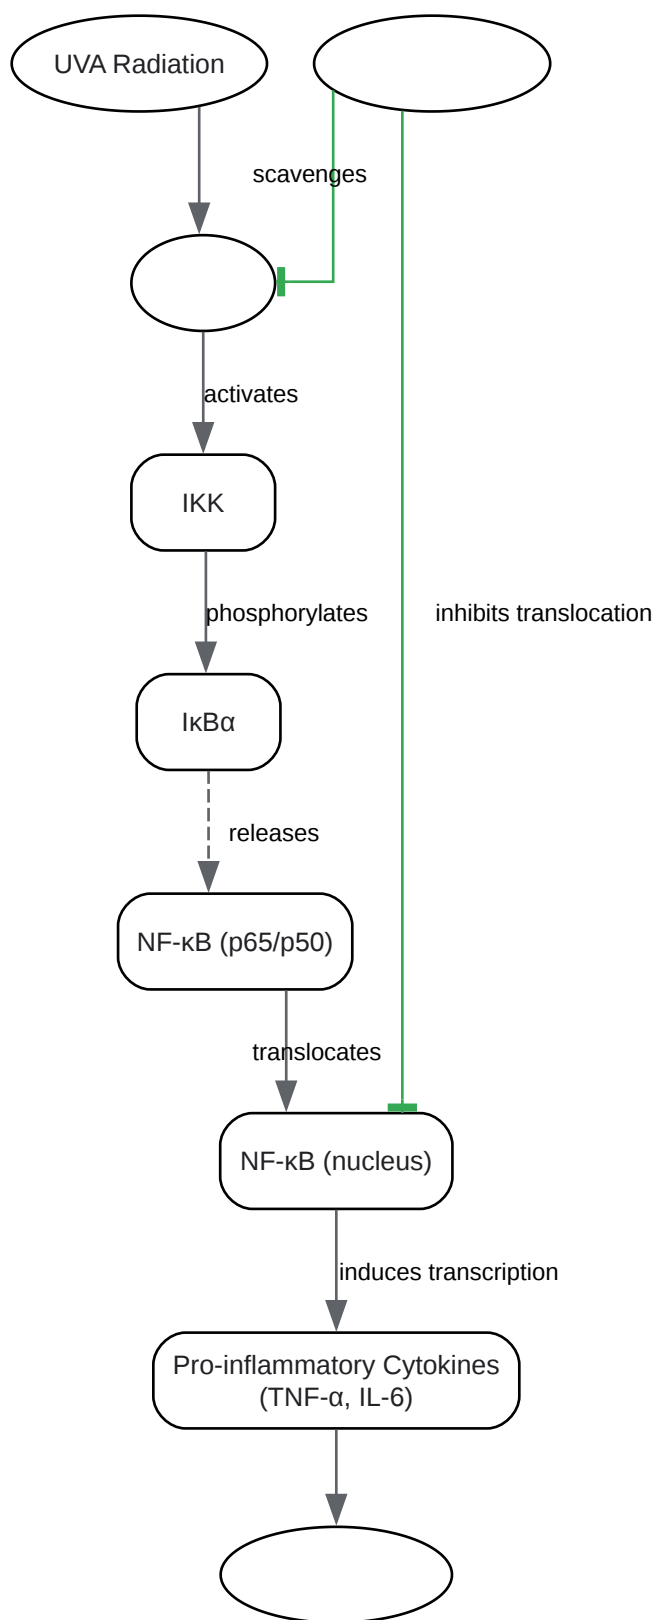 UVA Radiation
scavenges
activates
IKK
phosphorylates
inhibits translocation
IκBα
releases
NF-κB (p65/p50)
translocates
NF-κB (nucleus)
induces transcription
Pro-inflammatory Cytokines
(TNF-α, IL-6)